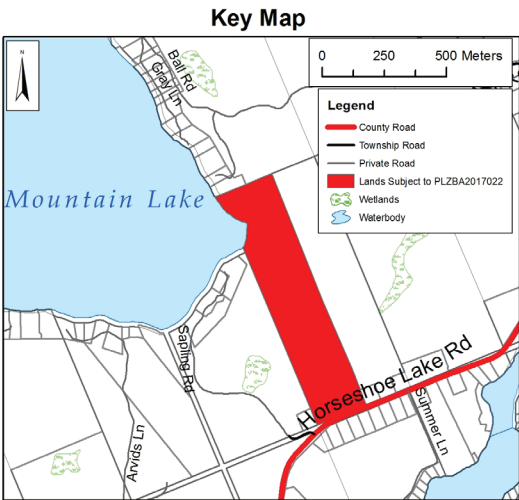 Key Map
N
0 250 500 Meters
Legend
County Road
Township Road
Private Road
Lands Subject to PLZBA2017022
Wetlands
Waterbody
Ball Rd
Gray Ln
Mountain Lake
Sapling Rd
Horseshoe Lake Rd
Summer Ln
Arvids Ln